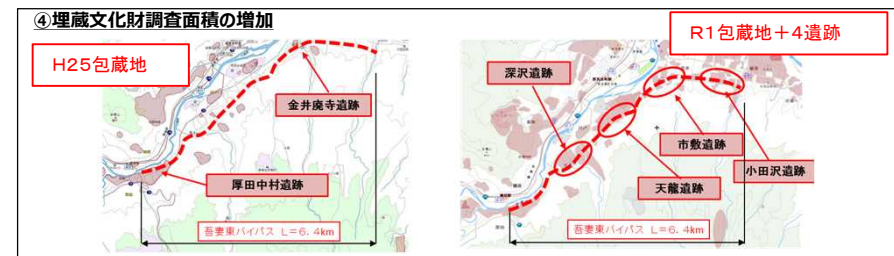 ④埋蔵文化財調査面積の増加
H25包蔵地
金井廃寺遺跡
厚田中村遺跡
吾妻東バイパス L=6.4km
R1包蔵地+4遺跡
深沢遺跡
市敷遺跡
小田沢遺跡
天龍遺跡
吾妻東バイパス L=6.4km